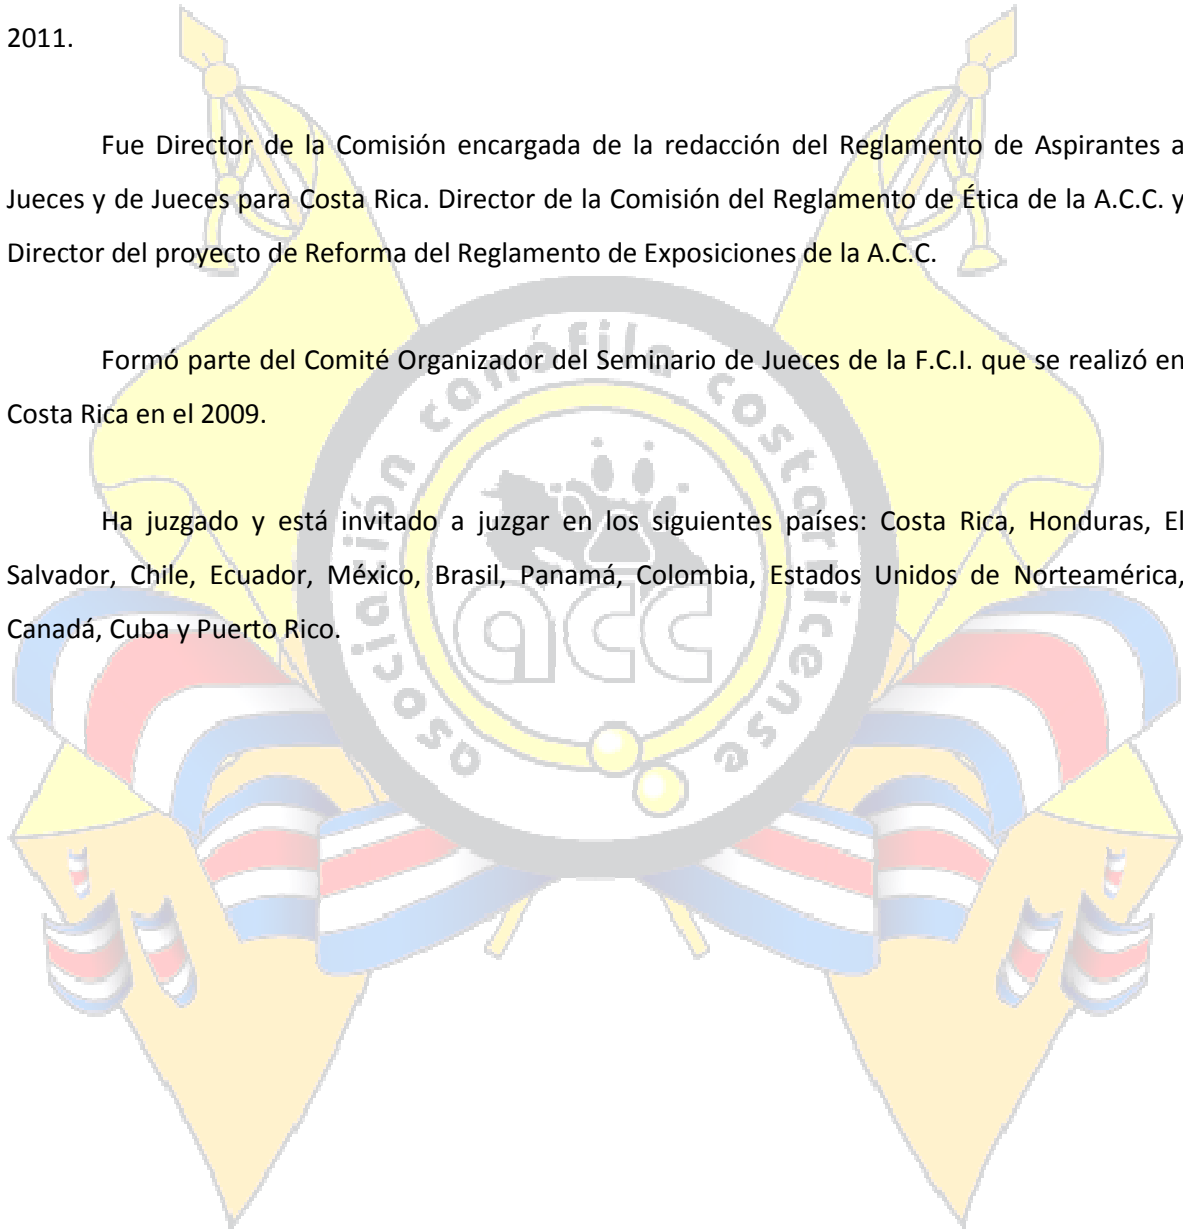 2011.
Fue Director de la Comisión encargada de la redacción del Reglamento de Aspirantes a
Jueces y de Jueces para Costa Rica. Director de la Comisión del Reglamento de Ética de la A.C.C. y
Director del proyecto de Reforma del Reglamento de Exposiciones de la A.C.C.
Formó parte del Comité Organizador del Seminario de Jueces de la F.C.I. que se realizó en
Costa Rica en el 2009.
Ha juzgado y está invitado a juzgar en los siguientes países: Costa Rica, Honduras, El
Salvador, Chile, Ecuador, México, Brasil, Panamá, Colombia, Estados Unidos de Norteamérica,
Canadá, Cuba y Puerto Rico.
asociación canófila costarricense
acc